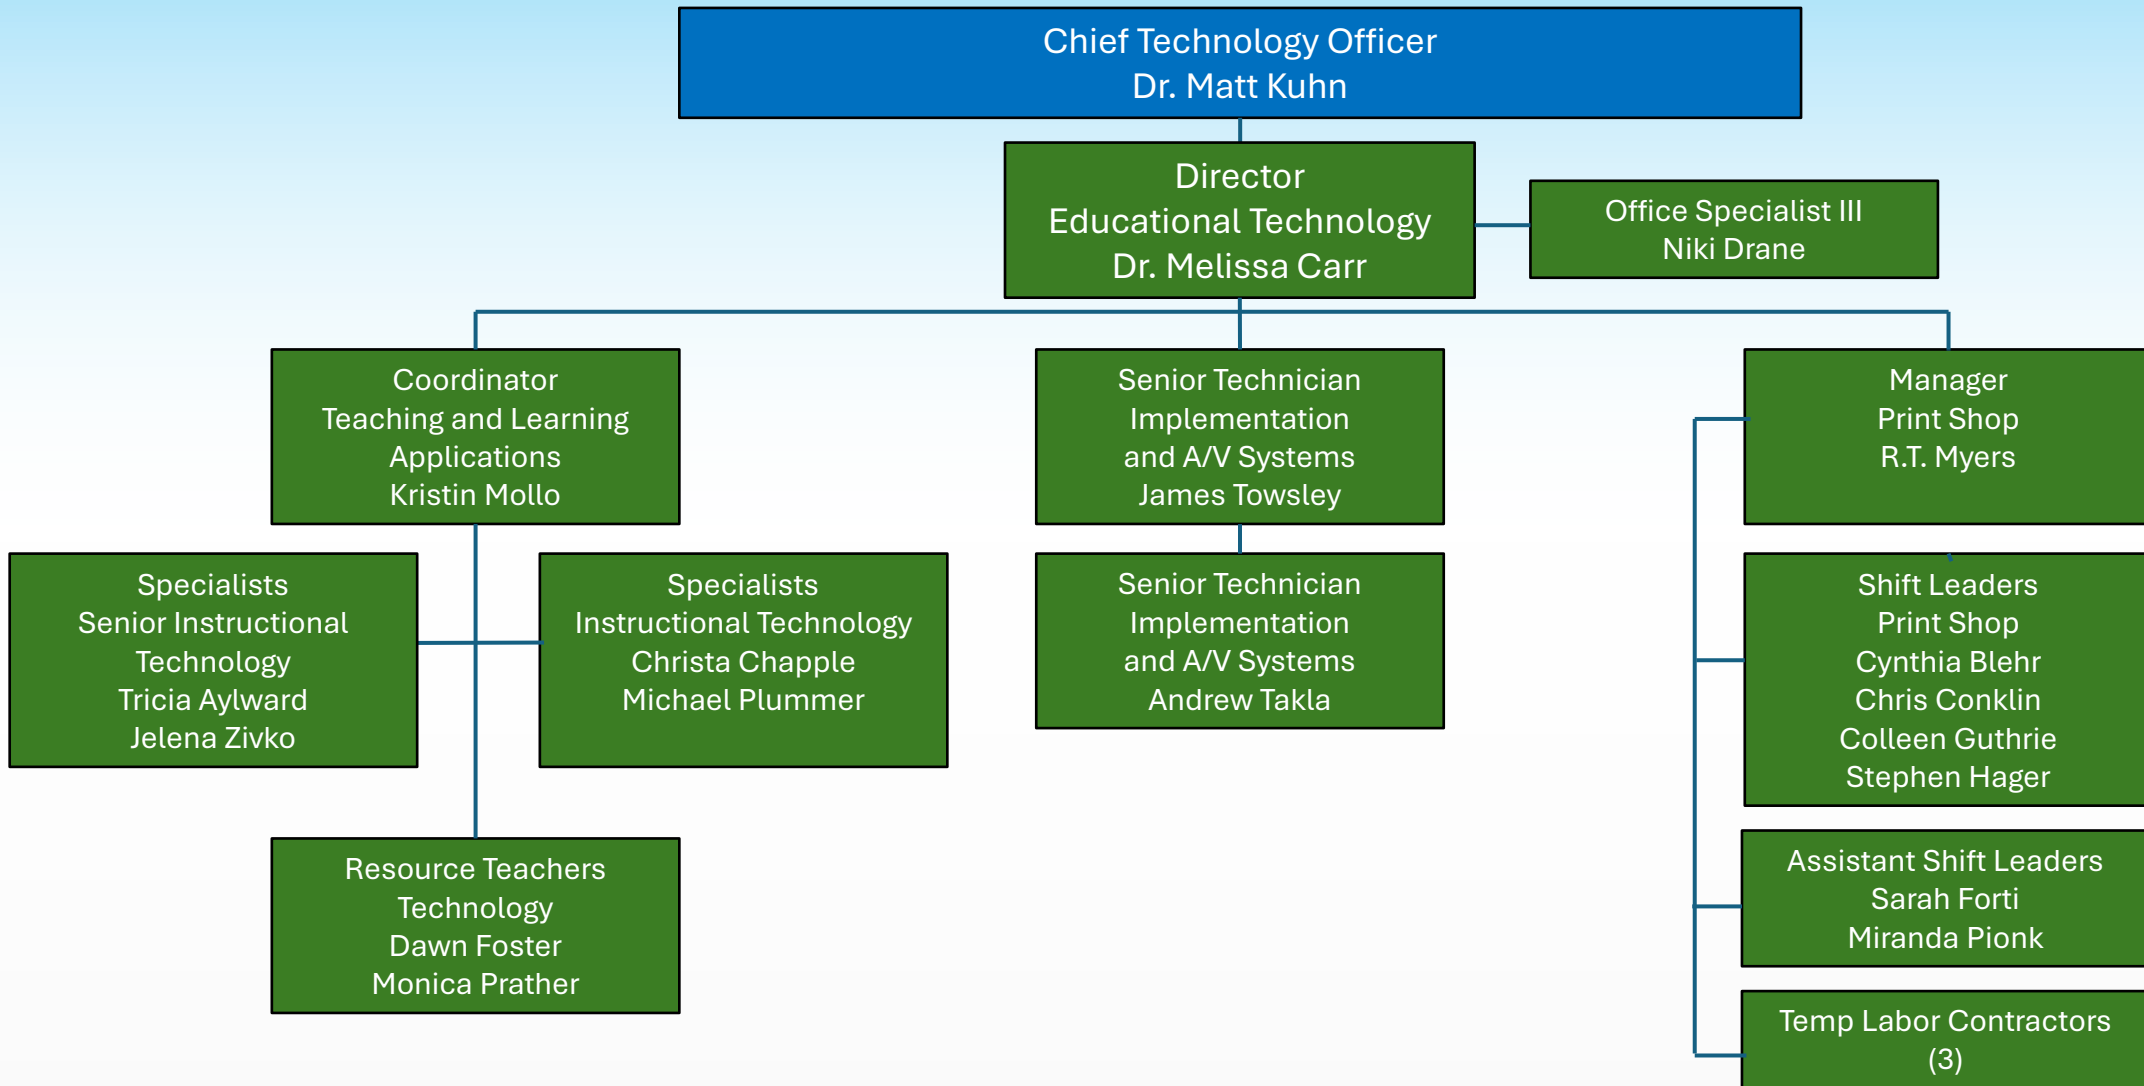 Chief Technology Officer
Dr. Matt Kuhn
Director
Educational Technology
Dr. Melissa Carr
Office Specialist III
Niki Drane
Coordinator
Teaching and Learning
Applications
Kristin Mollo
Senior Technician
Implementation
and A/V Systems
James Towsley
Manager
Print Shop
R.T. Myers
Specialists
Senior Instructional
Technology
Tricia Aylward
Jelena Zivko
Specialists
Instructional Technology
Christa Chapple
Michael Plummer
Senior Technician
Implementation
and A/V Systems
Andrew Takla
Shift Leaders
Print Shop
Cynthia Blehr
Chris Conklin
Colleen Guthrie
Stephen Hager
Resource Teachers
Technology
Dawn Foster
Monica Prather
Assistant Shift Leaders
Sarah Forti
Miranda Pionk
Temp Labor Contractors
(3)